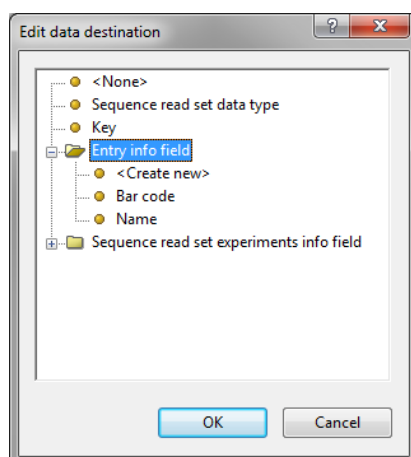 Edit data destination
<None>
Sequence read set data type
Key
Entry info field
<Create new>
Bar code
Name
Sequence read set experiments info field
OK Cancel